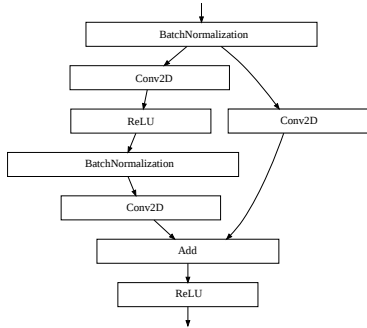 BatchNormalization
Conv2D
ReLU
Conv2D
BatchNormalization
Conv2D
Add
ReLU